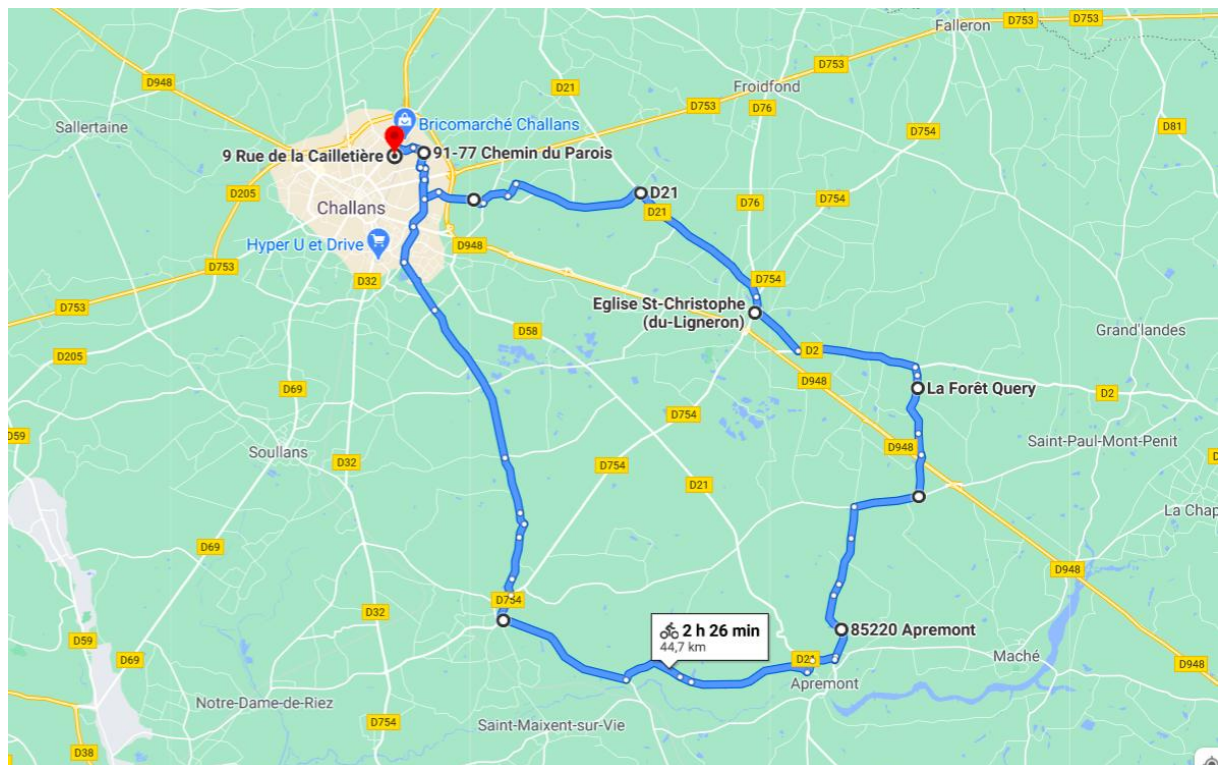 D753
D753
Falleron
D948
D753
D21
Froidfond
D753
D76
Sallertaine
Bricomarché Challans
D754
D81
9 Rue de la Cailletière
91-77 Chemin du Parois
D205
Challans
D21
D21
D76
D754
Hyper U et Drive
D948
D753
D32
D754
D753
Eglise St-Christophe
(du-Ligneron)
D58
Grand'landes
D205
D2
D69
D948
La Forêt Query
D2
D754
D59
Soullans
D948
Saint-Paul-Mont-Penit
D32
D754
D21
La Chap
D69
D948
D754
D32
2 h 26 min
44,7 km
85220 Apremont
D59
D69
D21
Maché
D948
Apremont
Notre-Dame-de-Riez
D754
Saint-Maixent-sur-Vie
D38